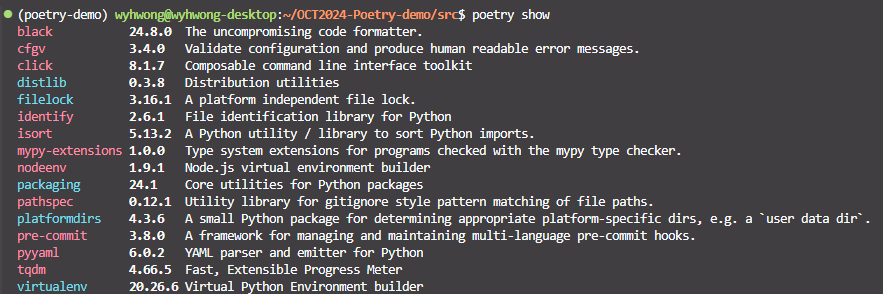 (poetry-demo) wyhwong@wyhwong-desktop:~/OCT2024-Poetry-demo/src$ poetry show
black 24.8.0 The uncompromising code formatter.
cfgv 3.4.0 Validate configuration and produce human readable error messages.
click 8.1.7 Composable command line interface toolkit
distlib 0.3.8 Distribution utilities
filelock 3.16.1 A platform independent file lock.
identify 2.6.1 File identification library for Python
isort 5.13.2 A Python utility / library to sort Python imports.
mypy-extensions 1.0.0 Type system extensions for programs checked with the mypy type checker.
nodeenv 1.9.1 Node.js virtual environment builder
packaging 24.1 Core utilities for Python packages
pathspec 0.12.1 Utility library for gitignore style pattern matching of file paths.
platformdirs 4.3.6 A small Python package for determining appropriate platform-specific dirs, e.g. a `user data dir`.
pre-commit 3.8.0 A framework for managing and maintaining multi-language pre-commit hooks.
pyyaml 6.0.2 YAML parser and emitter for Python
tqdm 4.66.5 Fast, Extensible Progress Meter
virtualenv 20.26.6 Virtual Python Environment builder